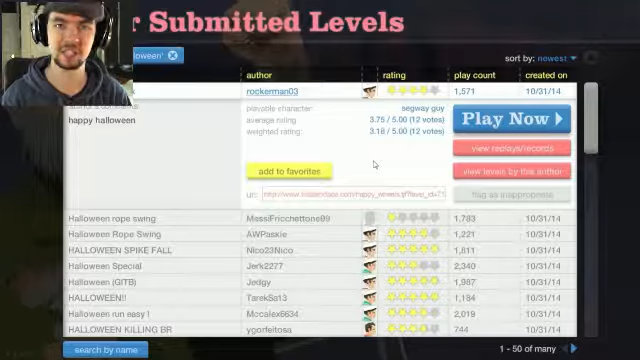 r Submitted Levels
loween'
sort by: newest
author rating play count created on
rockerman03 1,571 10/31/14
author's comments:
happy halloween
playable character: segway guy
average rating 3.75 / 5.00 (12 votes)
weighted rating: 3.18 / 5.00 (12 votes)
Play Now
view replays/records
add to favorites
view levels by this author
flag as inappropriate
Halloween rope swing MessiFricchettone89 1,783 10/31/14
Halloween Rope Swing AWPaskie 1,221 10/31/14
HALLOWEEN SPIKE FALL Nico23Nico 1,811 10/31/14
Halloween Special Jerk2277 2,340 10/31/14
Halloween (GITB) Jedgy 1,987 10/31/14
HALLOWEEN!! TarekSa13 1,184 10/31/14
Halloween run easy ! Mccalex6634 2,019 10/31/14
HALLOWEEN KILLING BR ygorfeitosa 744 10/31/14
search by name
1 - 50 of many